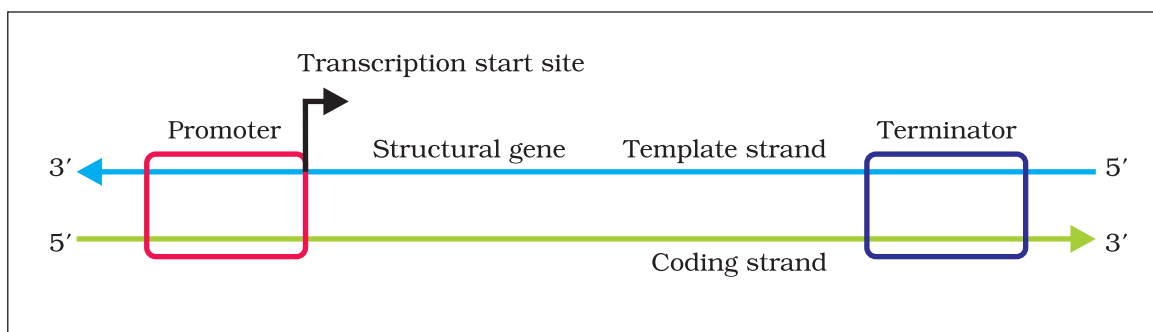 Transcription start site
Promoter
Terminator
Structural gene
Template strand
3′
5′
5′
3′
Coding strand